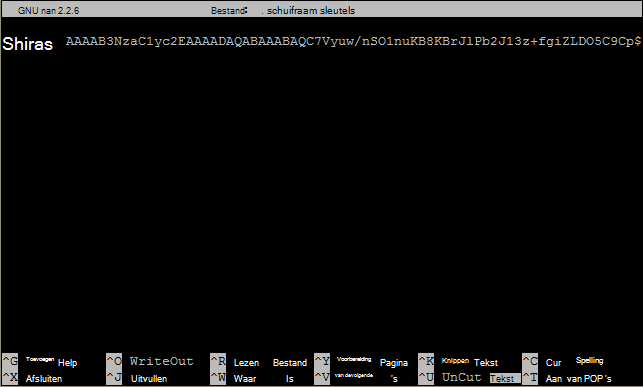 GNU nan 2.2.6 Bestand: . schuifraam sleutels
Shiras AAAAB3NzaC1yc2EAAAADAQABAAABAQC7Vyuw/nSO1nuKB8KBrJlPb2J13z+fgiZLDO5C9Cp$
^G Toevoegen Help ^O WriteOut ^R Lezen Bestand ^Y Voorbereiding Pagina ^K Knippen Tekst ^C Cur Spelling
^X Afsluiten ^J Uitvullen ^W Waar Is ^V van devolgende 's ^U UnCut Tekst ^T Aan van POP 's